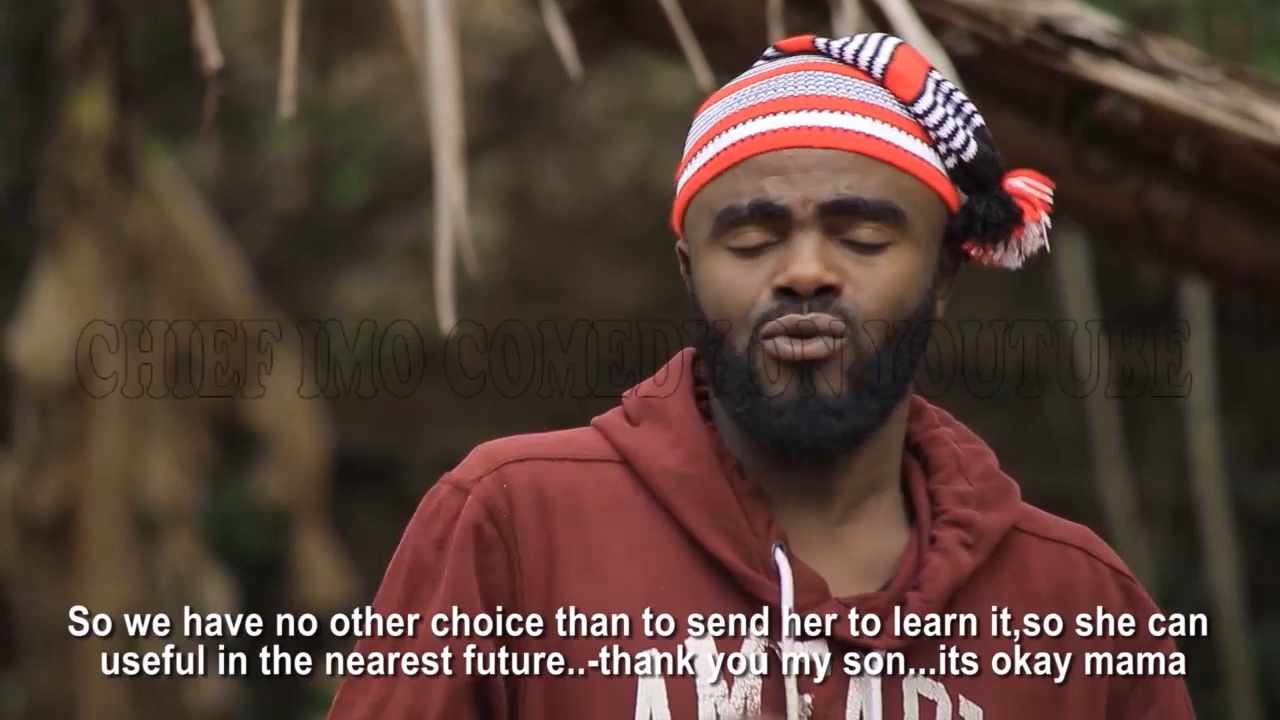 CHIEF IMO COMEDY ON YOUTUBE
So we have no other choice than to send her to learn it,so she can
useful in the nearest future..-thank you my son...its okay mama